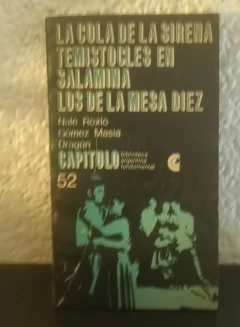 LA COLA DE LA SIRENA
TEMISTOCLES EN
SALAMINA
LOS DE LA MESA DIEZ
Nalé Roxlo
Gómez Masía
Dragún
CAPITULO
biblioteca
argentina
fundamental
52